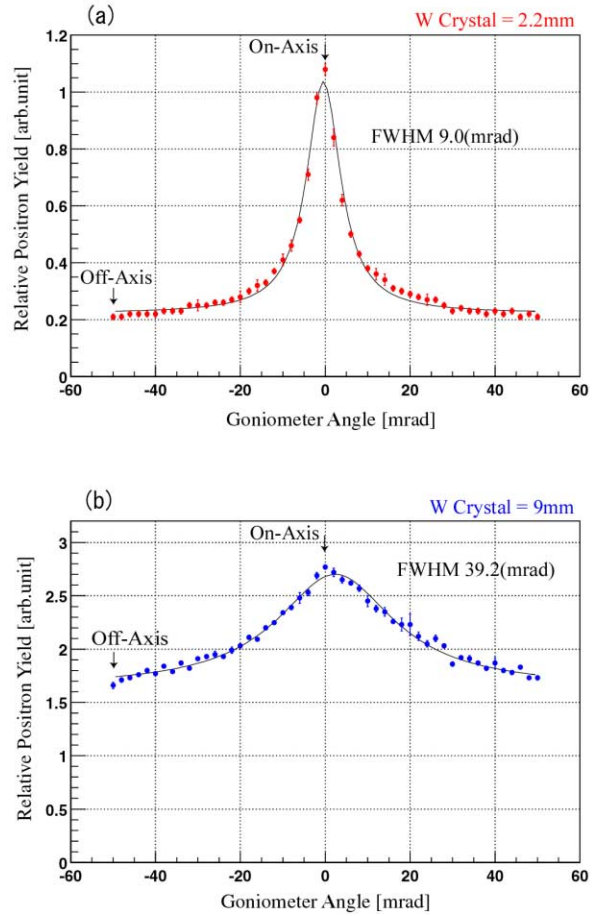 (a)
W Crystal = 2.2mm
1.2
On-Axis
1
FWHM 9.0(mrad)
0.8
0.6
0.4
Off-Axis
0.2
0
-60 -40 -20 0 20 40 60
Relative Positron Yield [arb.unit]
Goniometer Angle [mrad]
(b)
W Crystal = 9mm
On-Axis
3
FWHM 39.2(mrad)
2.5
Off-Axis
2
1.5
1
0.5
0
-60 -40 -20 0 20 40 60
Relative Positron Yield [arb.unit]
Goniometer Angle [mrad]